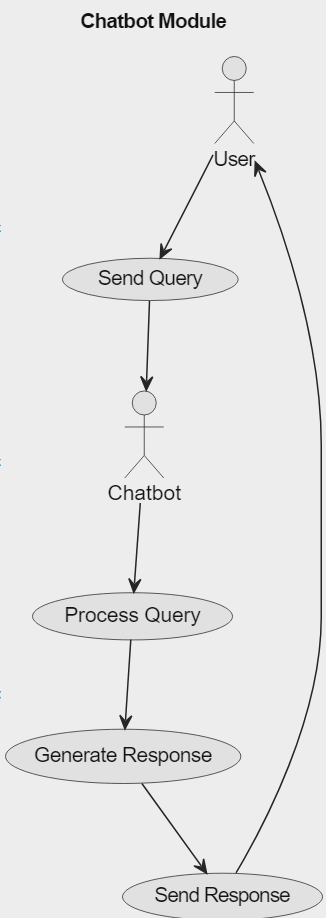 Chatbot Module
User
Send Query
Chatbot
Process Query
Generate Response
Send Response